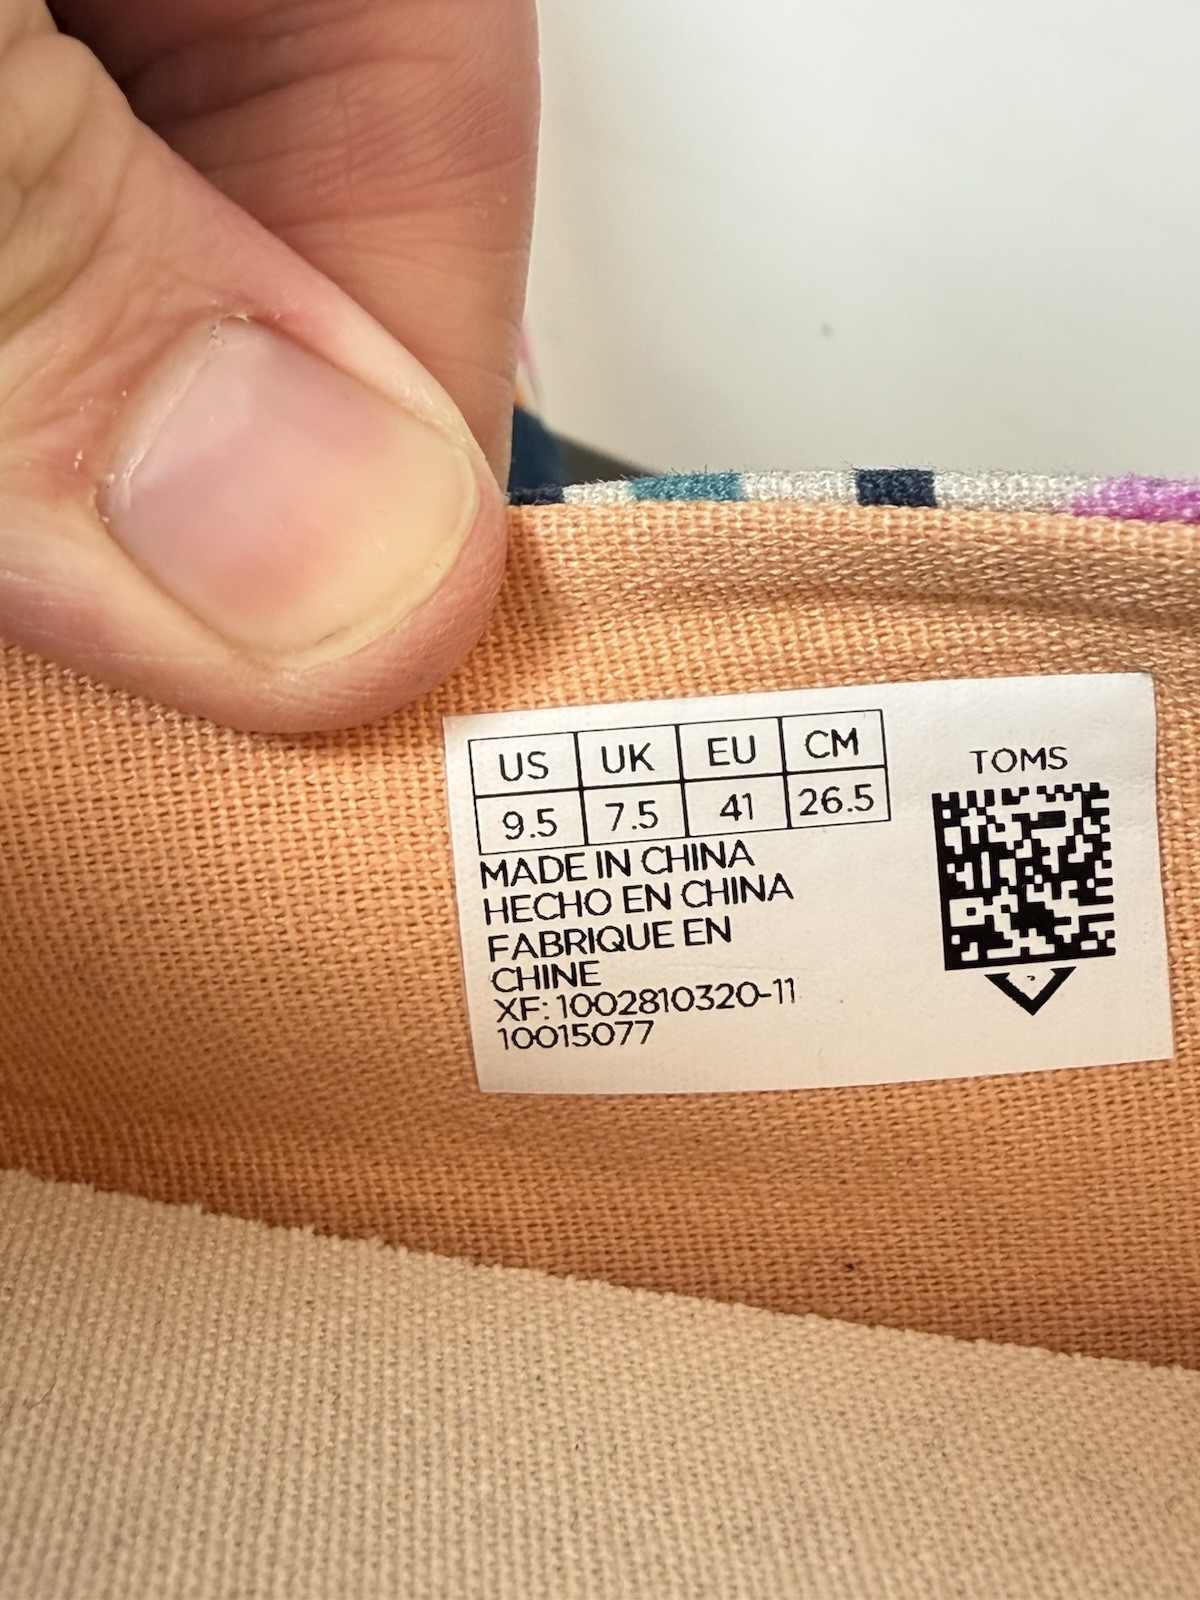 US UK EU CM
9.5 7.5 41 26.5
MADE IN CHINA
HECHO EN CHINA
FABRIQUE EN
CHINE
XF: 1002810320-11
10015077
TOMS